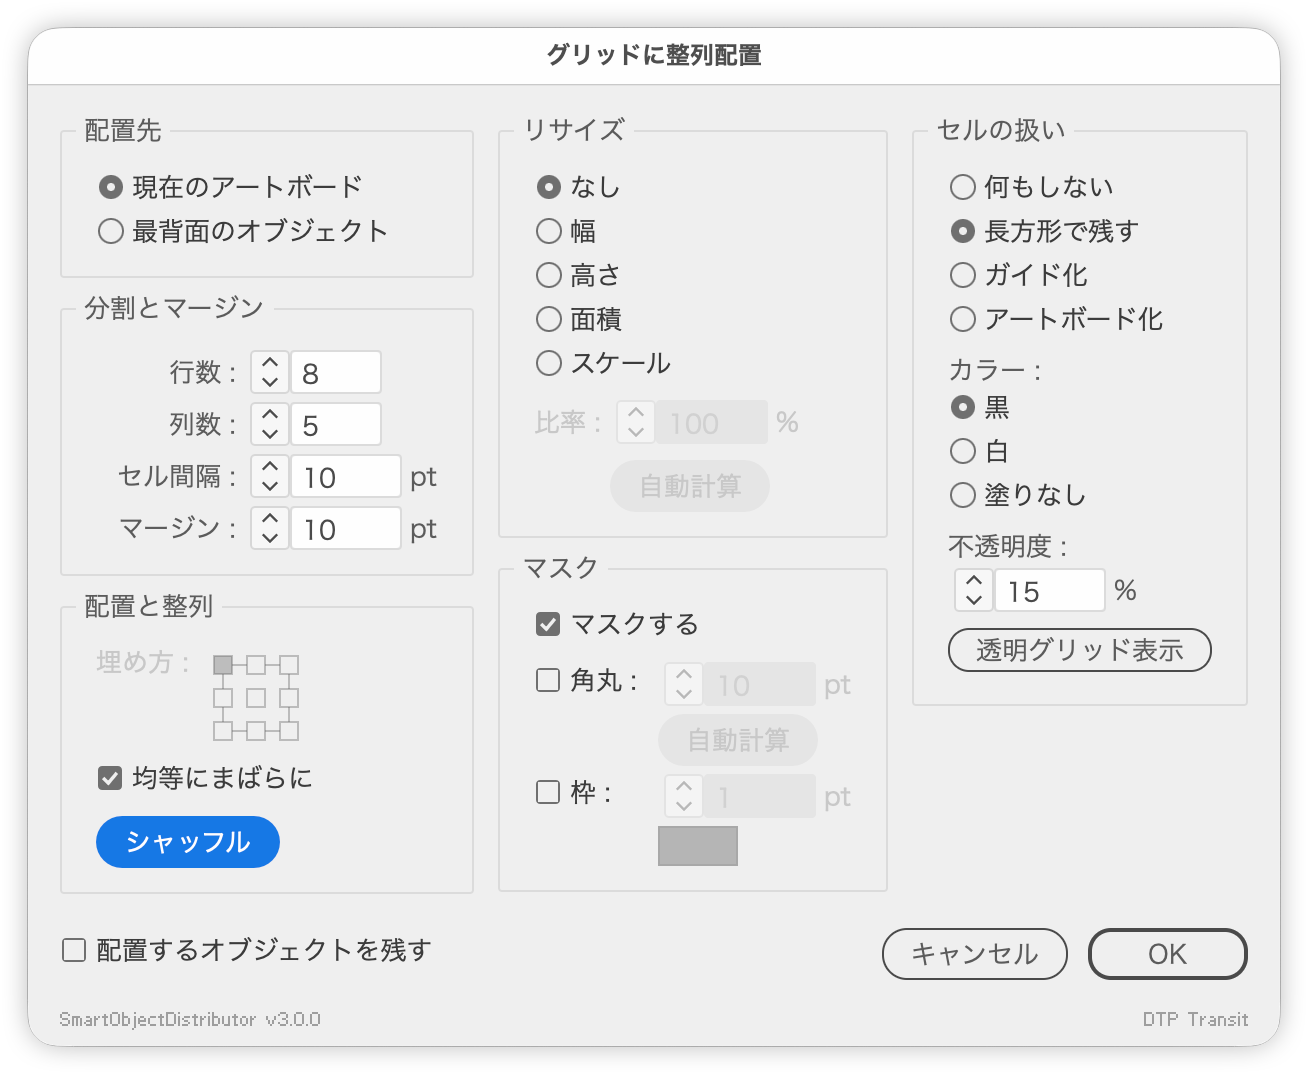 グリッドに整列配置
配置先
現在のアートボード
最背面のオブジェクト
分割とマージン
行数：
8
列数：
5
セル間隔：
10 pt
マージン：
10 pt
配置と整列
埋め方：
均等にまばらに
シャッフル
リサイズ
なし
幅
高さ
面積
スケール
比率：
100 %
自動計算
マスク
マスクする
角丸：
10 pt
自動計算
枠：
1 pt
セルの扱い
何もしない
長方形で残す
ガイド化
アートボード化
カラー：
黒
白
塗りなし
不透明度：
15 %
透明グリッド表示
配置するオブジェクトを残す
キャンセル
OK
SmartObjectDistributor v3.0.0
DTP Transit